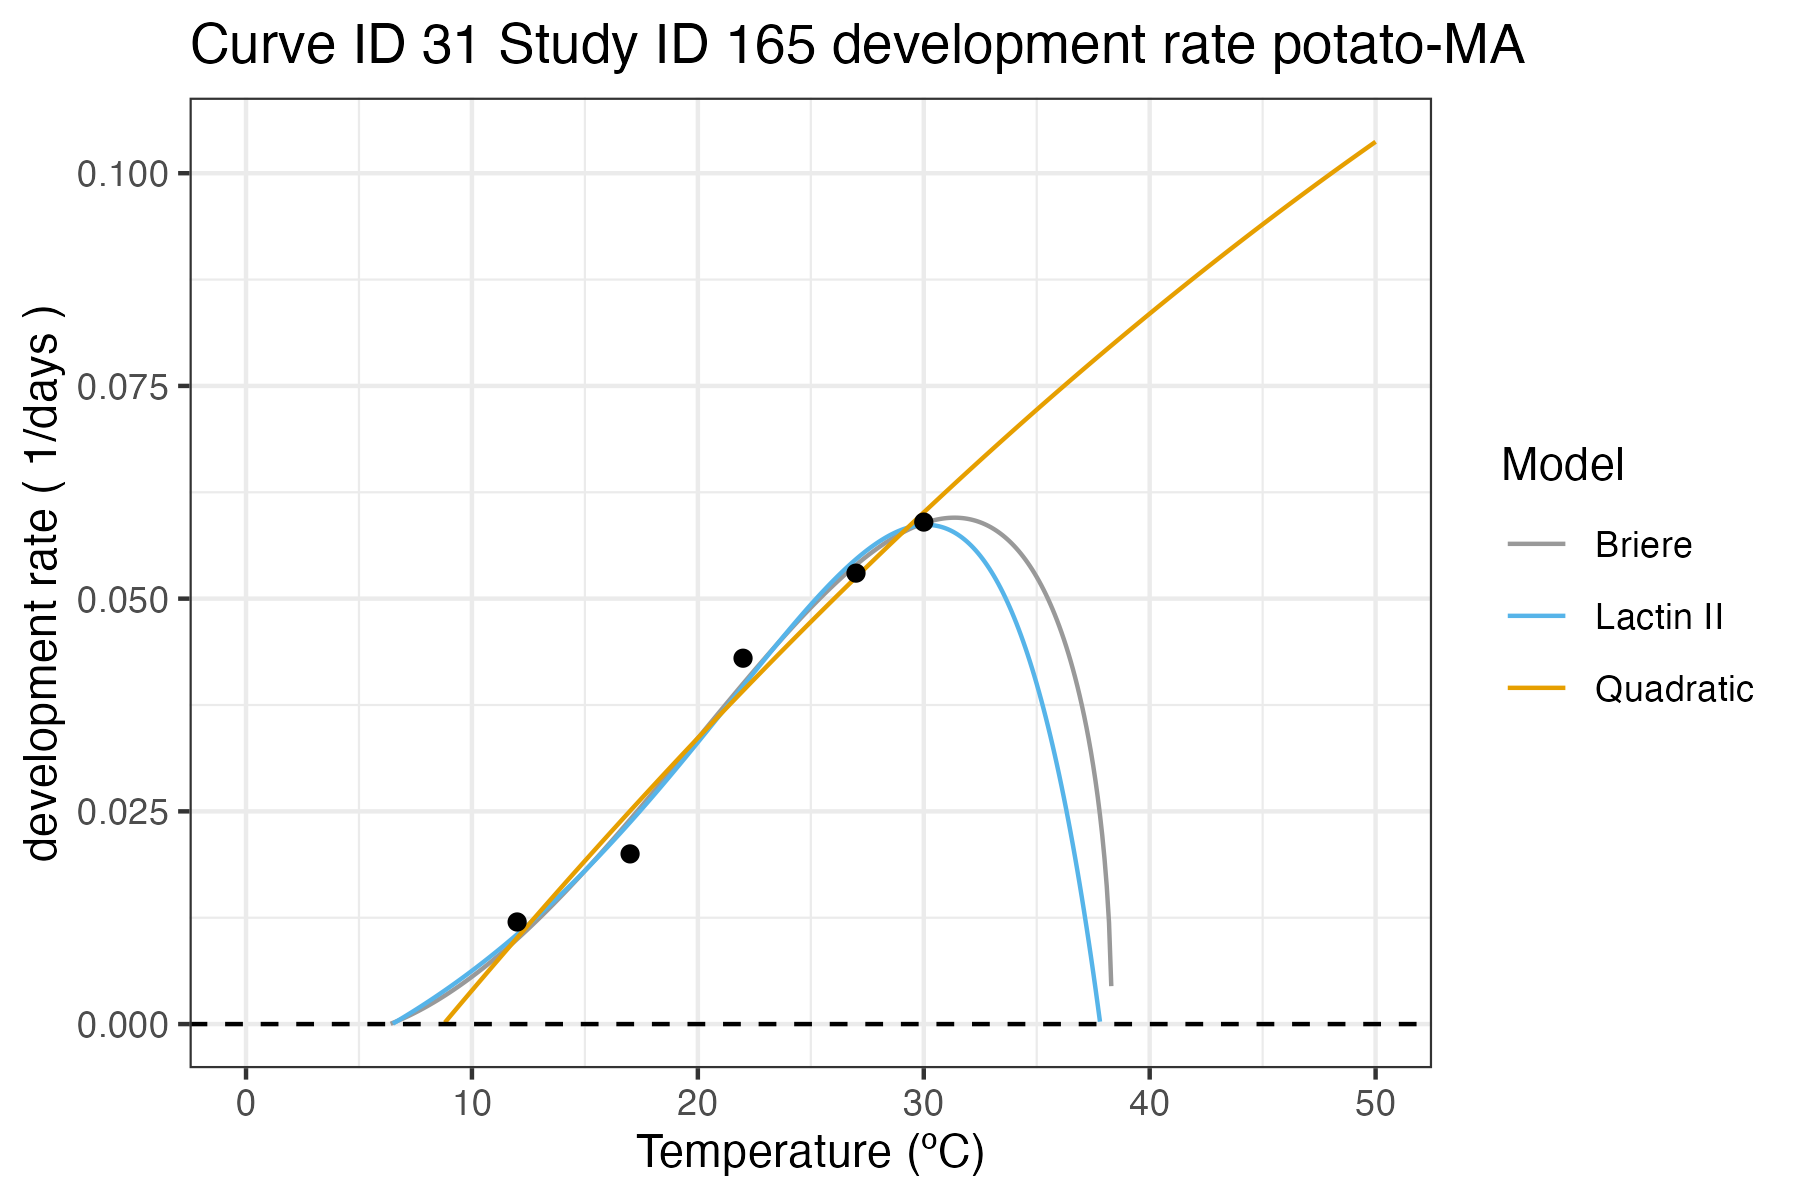 Curve ID 31 Study ID 165 development rate potato-MA
development rate ( 1/days )
0.100
0.075
0.050
0.025
0.000
0 10 20 30 40 50
Temperature (ºC)
Model
Briere
Lactin II
Quadratic